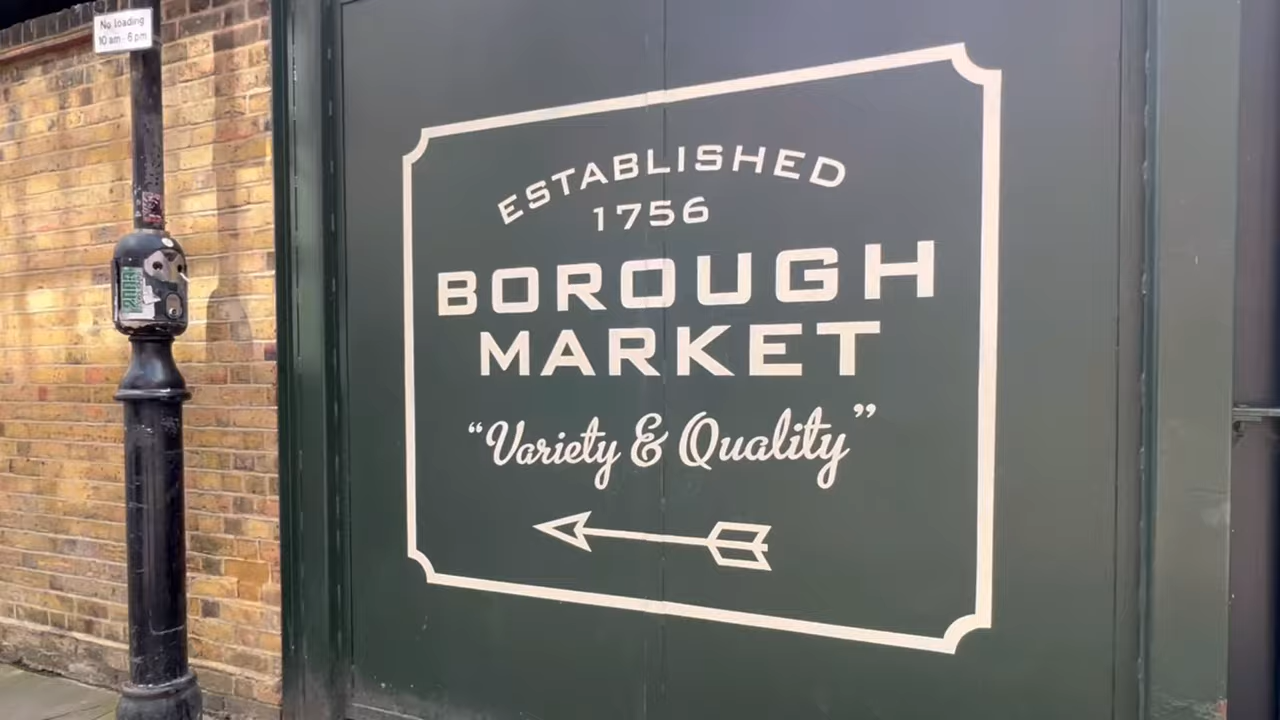 No loading
10 am - 6 pm
ESTABLISHED
1756
BOROUGH
MARKET
“Variety & Quality”